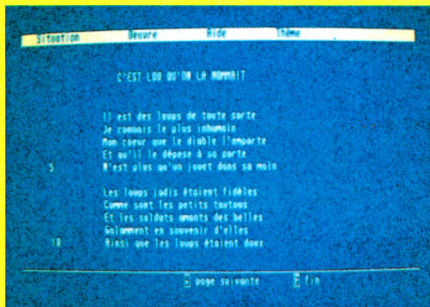 Situation Oeuvre Aide Thème
C'EST LOU QU'ON LA NOMMAIT
Il est des loups de toute sorte
Je connais le plus inhumain
Mon coeur que le diable l'emporte
Et qu'il le dépose à sa porte
5 N'est plus qu'un jouet dans sa main
Les loups jadis étaient fidèles
Comme sont les petits toutous
Et les soldats amants des belles
Galamment en souvenir d'elles
10 Ainsi que les loups étaient doux
page suivante F fin